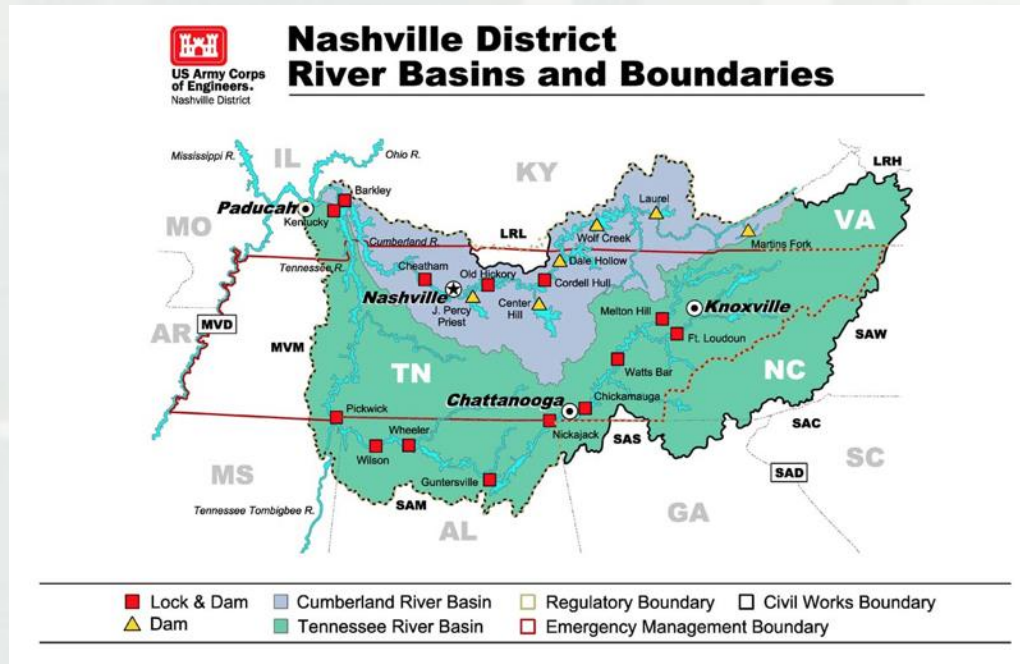 Nashville District
River Basins and Boundaries
US Army Corps
of Engineers®
Nashville District
Mississippi R.
IL
Ohio R.
KY
LRH
MO
Paducah
Barkley
Kentucky
Laurel
VA
Wolf Creek
Martins Fork
LRL
Cumberland R.
Dale Hollow
Tennessee R.
Cheatham
Old Hickory
Cordell Hull
Nashville
J. Percy
Priest
Center
Hill
Melton Hill
Knoxville
AR
MVD
MVM
Ft. Loudoun
SAW
TN
Watts Bar
NC
Chattanooga
Chickamauga
Pickwick
Nickajack
SAS
SAC
Wheeler
Wilson
MS
Guntersville
SAD
SC
SAM
Tennessee Tombigbee R.
AL
GA
Lock & Dam
Cumberland River Basin
Regulatory Boundary
Civil Works Boundary
Dam
Tennessee River Basin
Emergency Management Boundary